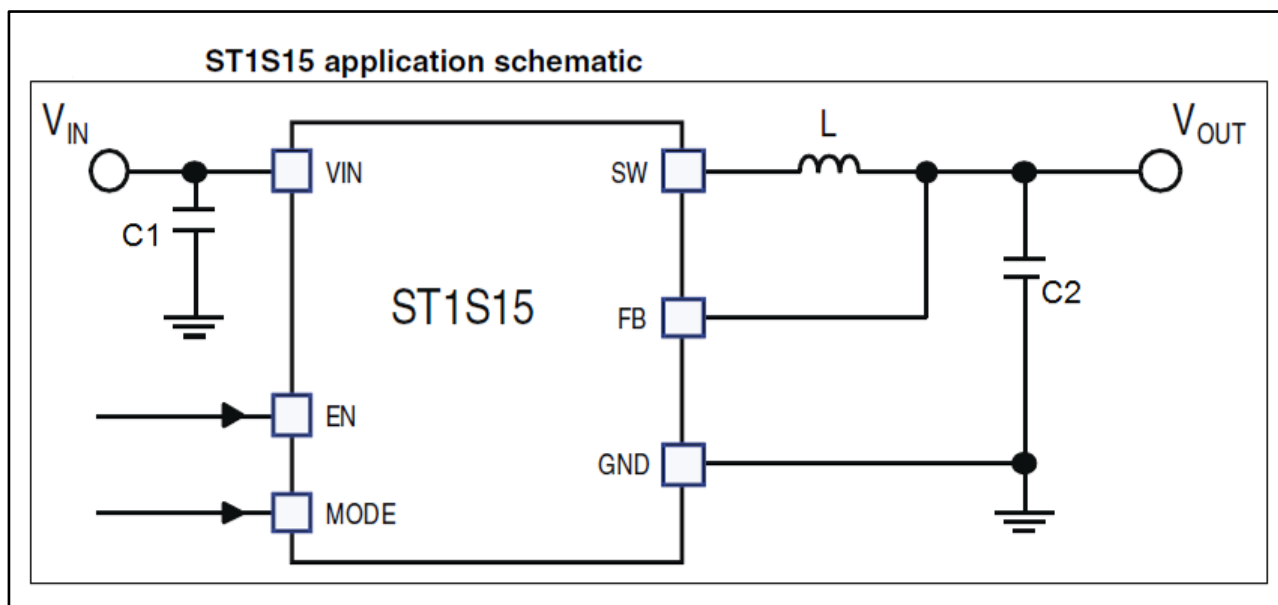 ST1S15 application schematic
VIN
L
VOUT
VIN
SW
C1
ST1S15
FB
C2
EN
GND
MODE